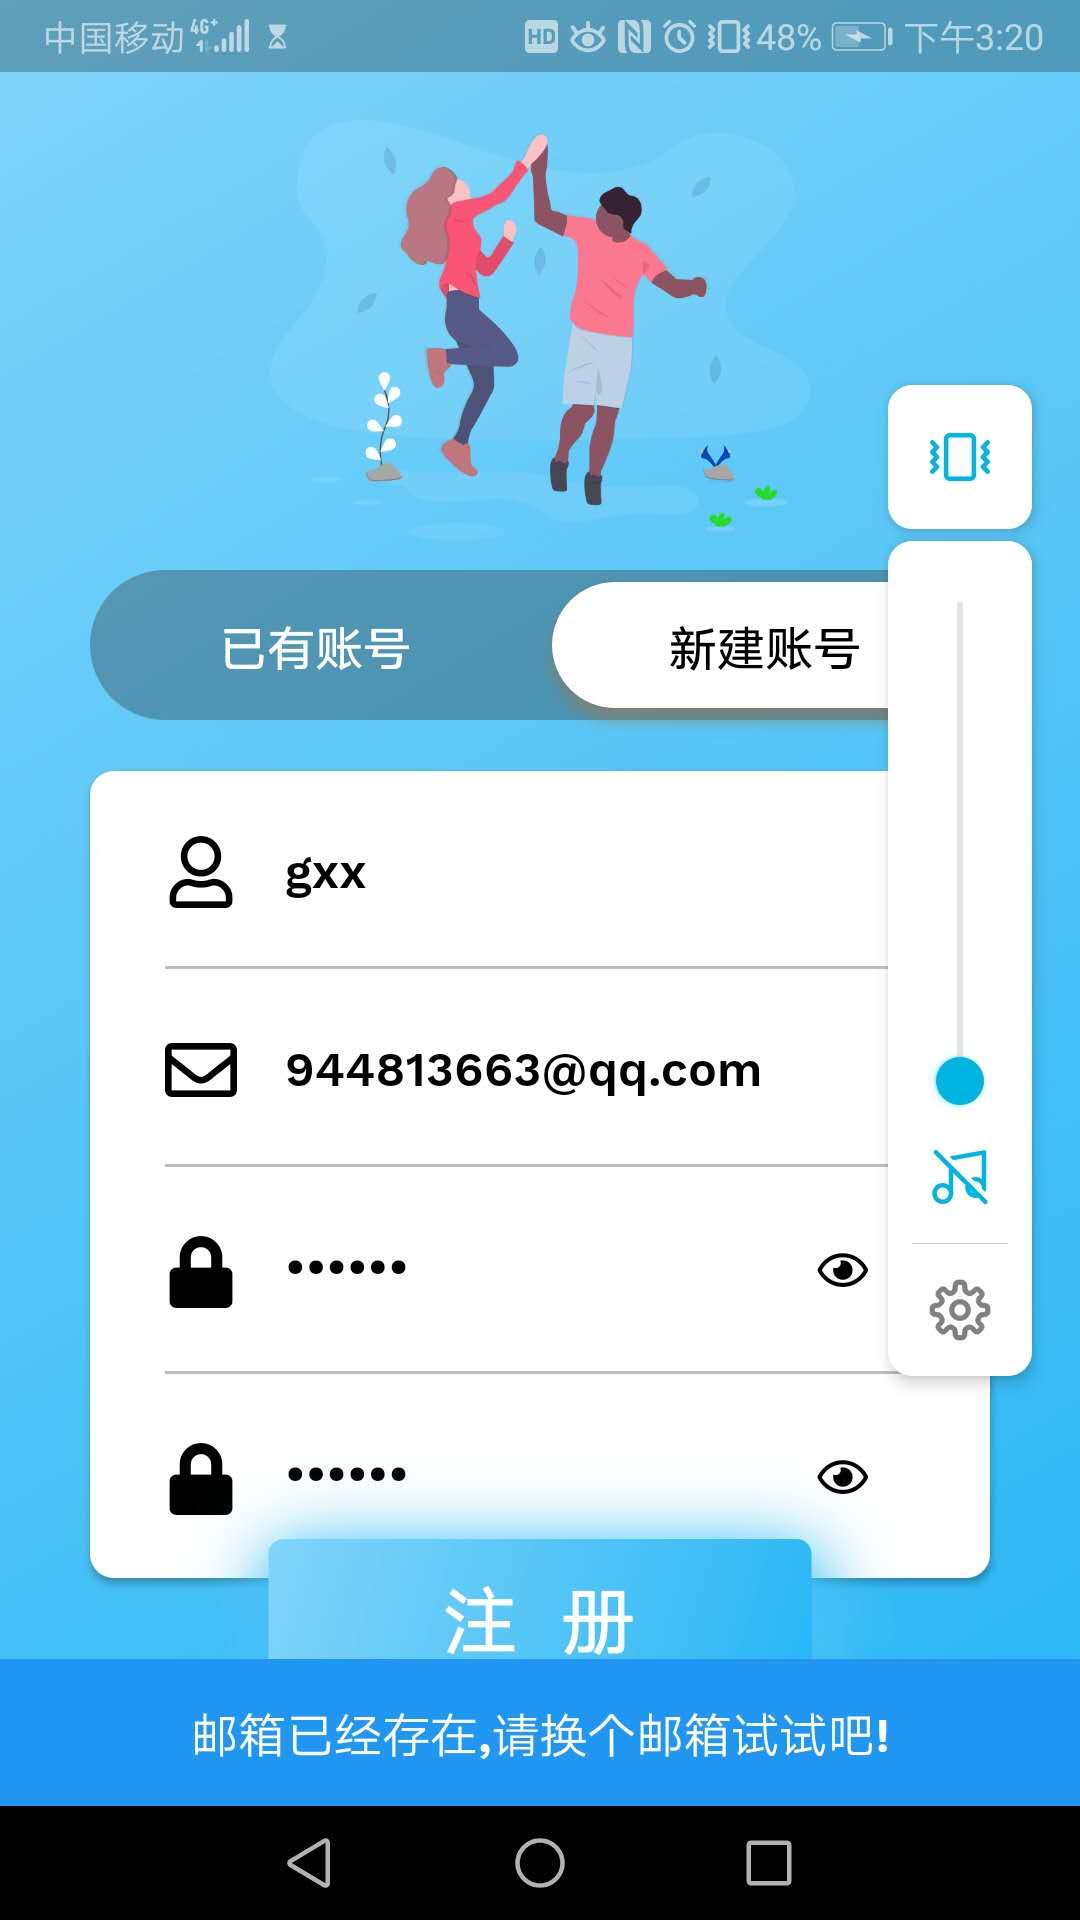 中国移动 4G+ 1 HD 48% 下午3:20
已有账号 新建账号
gxx
944813663@qq.com
••••••
••••••
注 册
邮箱已经存在,请换个邮箱试试吧!